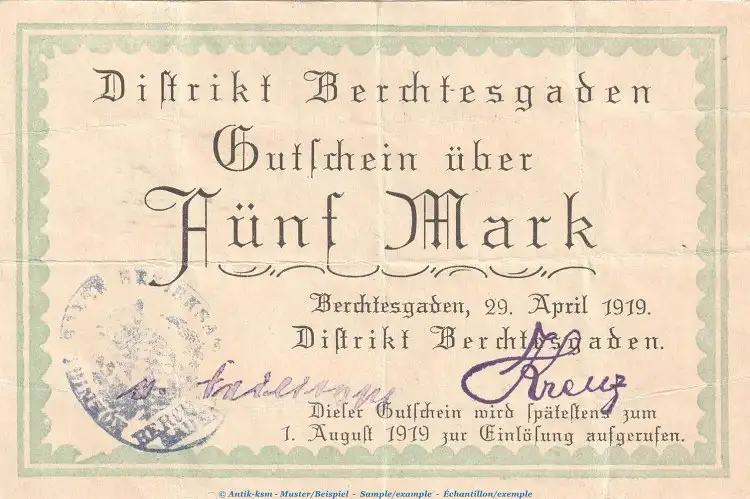 Distrikt Berchtesgaden
Gutschein über
Fünf Mark
Berchtesgaden, 29. April 1919.
Distrikt Berchtesgaden.
Kreuz
Dieser Gutschein wird spätestens zum
1. August 1919 zur Einlösung aufgerufen.
© Antik-ksm - Muster/Beispiel - Sample/example - Échantillon/exemple